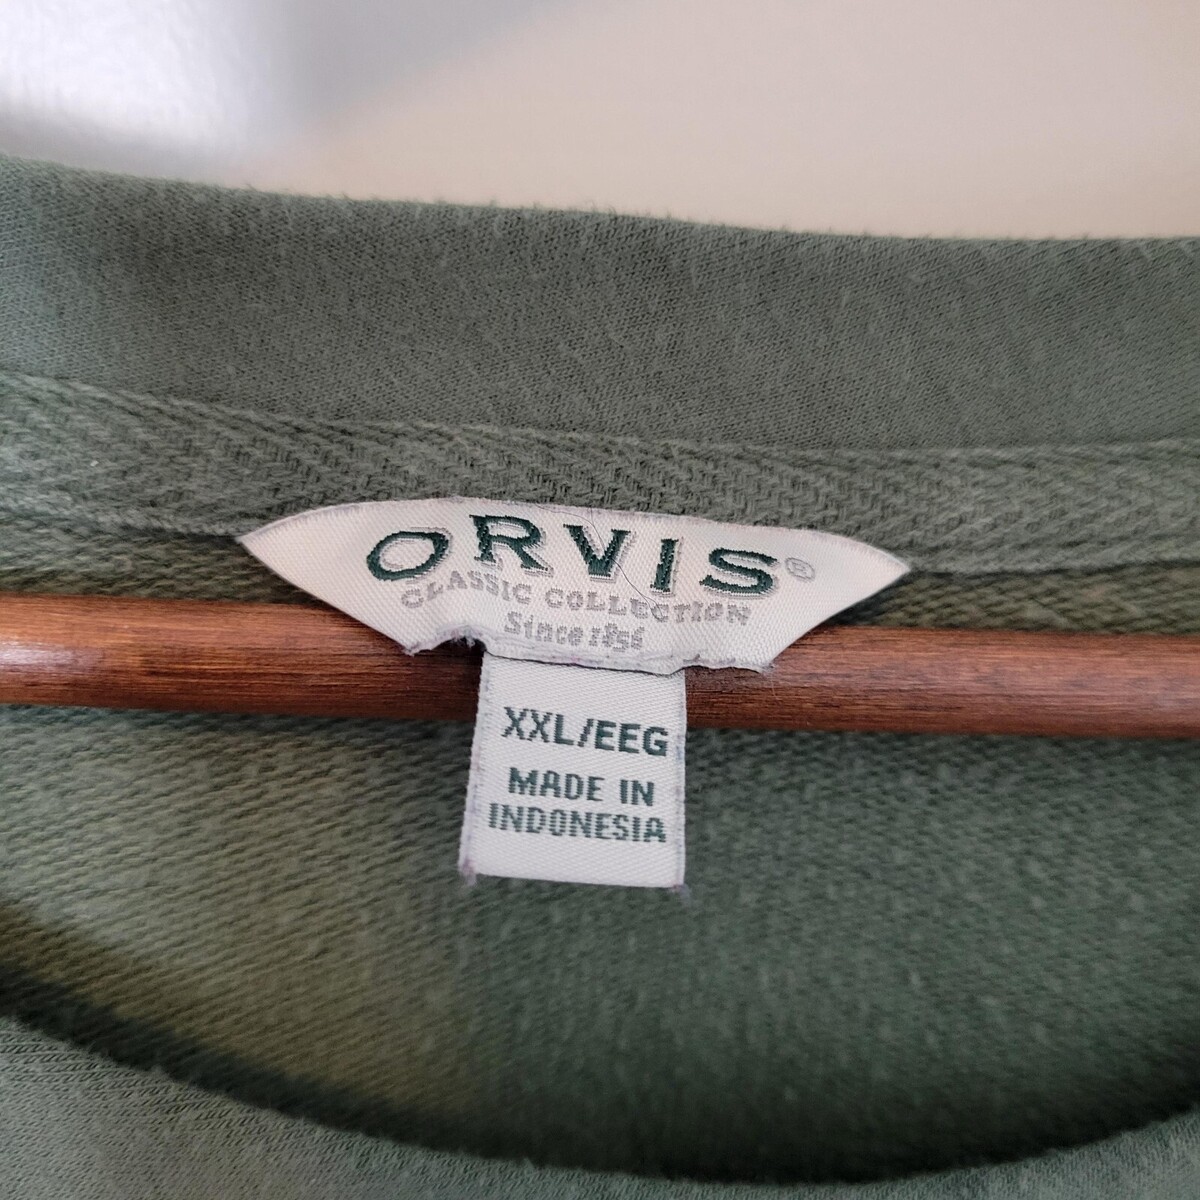 ORVIS®
CLASSIC COLLECTION
Since 1856
XXL/EEG
MADE IN
INDONESIA